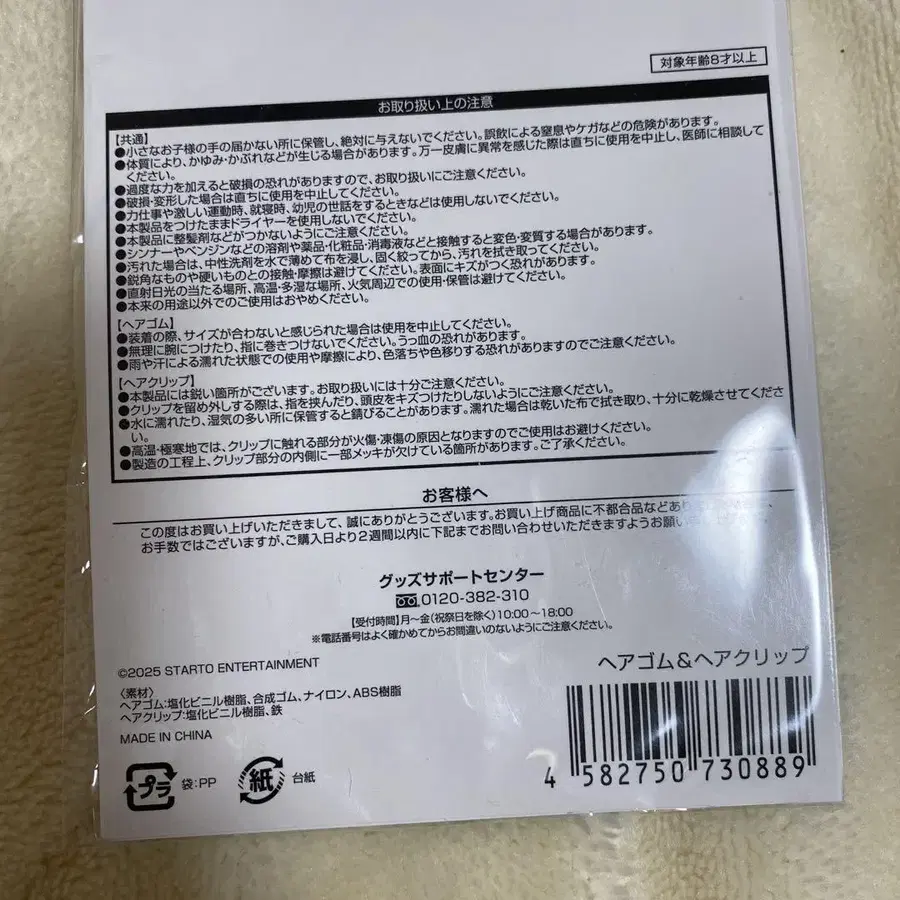 対象年齢8才以上
お取り扱い上の注意
【共通】
●小さなお子様の手の届かない所に保管し、絶対に与えないでください。誤飲による窒息やケガなどの危険があります。
●体質により、かゆみ・かぶれなどが生じる場合があります。万一皮膚に異常を感じた際は直ちに使用を中止し、医師に相談して
ください。
●過度な力を加えると破損の恐れがありますので、お取り扱いにご注意ください。
●破損・変形した場合は直ちに使用を中止してください。
●力仕事や激しい運動時、就寝時、幼児の世話をするときなどは使用しないでください。
●本製品をつけたままドライヤーを使用しないでください。
●本製品に整髪剤などがつかないようにご注意ください。
●シンナーやベンジンなどの溶剤や薬品・化粧品・消毒液などと接触すると変色・変質する場合があります。
●汚れた場合は、中性洗剤を水で薄めて布を浸し、固く絞ってから、汚れを拭き取ってください。
●鋭角なものや硬いものとの接触・摩擦は避けてください。表面にキズがつく恐れがあります。
●直射日光の当たる場所、高温・多湿な場所、火気周辺での使用・保管は避けてください。
●本来の用途以外でのご使用はおやめください。
【ヘアゴム】
●装着の際、サイズが合わないと感じられた場合は使用を中止してください。
●無理に腕につけたり、指に巻きつけないでください。うっ血の恐れがあります。
●雨や汗による濡れた状態での使用や摩擦により、色落ちや色移りする恐れがありますのでご注意ください。
【ヘアクリップ】
●本製品には鋭い箇所がございます。お取り扱いには十分ご注意ください。
●クリップを留め外しする際は、指を挟んだり、頭皮をキズつけたりしないようにご注意ください。
●水に濡れたり、湿気の多い所に保管すると錆びることがあります。濡れた場合は乾いた布で拭き取り、十分に乾燥させてくださ
い。
●高温・極寒地では、クリップに触れる部分が火傷・凍傷の原因となりますのでご使用はお避けください。
●製造の工程上、クリップ部分の内側に一部メッキが欠けている箇所があります。ご了承ください。
お客様へ
この度はお買い上げいただきまして、誠にありがとうございます。お買い上げ商品に不都合品などあり
お手数ではございますが、ご購入日より2週間以内に下記までお問い合わせいただきますようお願い
グッズサポートセンター
0120-382-310
【受付時間】月〜金(祝祭日を除く)10:00〜18:00
※電話番号はよく確かめてからお間違いのないようにご注意ください。
©2025 STARTO ENTERTAINMENT
ヘアゴム&ヘアクリップ
〈素材〉
ヘアゴム:塩化ビニル樹脂、合成ゴム、ナイロン、ABS樹脂
ヘアクリップ:塩化ビニル樹脂、鉄
MADE IN CHINA
プラ 袋:PP 紙 台紙
4 582750 730889